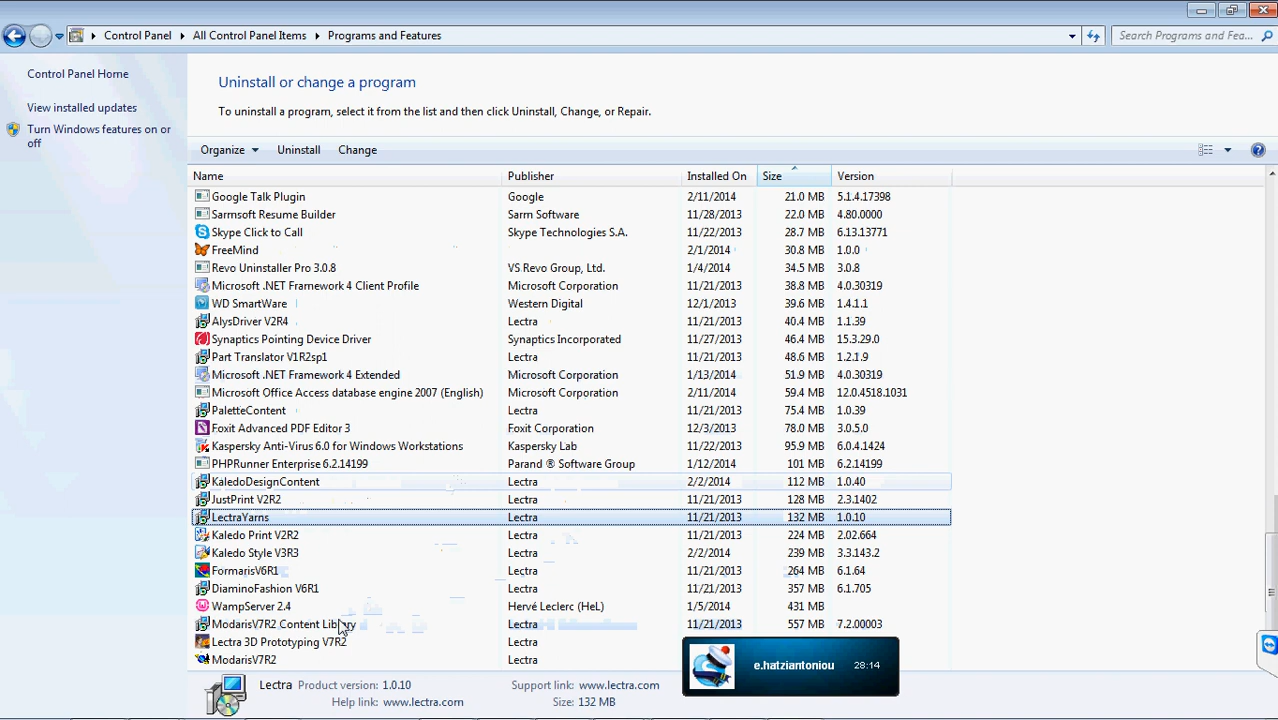 Control Panel All Control Panel Items Programs and Features Search Programs and Fea...
Control Panel Home
View installed updates
Turn Windows features on or off
Uninstall or change a program
To uninstall a program, select it from the list and then click Uninstall, Change, or Repair.
Organize Uninstall Change
Name Publisher Installed On Size Version
Google Talk Plugin Google 2/11/2014 21.0 MB 5.1.4.17398
Sarmsoft Resume Builder Sarm Software 11/28/2013 22.0 MB 4.80.0000
Skype Click to Call Skype Technologies S.A. 11/22/2013 28.7 MB 6.13.13771
FreeMind 2/1/2014 30.8 MB 1.0.0
Revo Uninstaller Pro 3.0.8 VS Revo Group, Ltd. 1/4/2014 34.5 MB 3.0.8
Microsoft .NET Framework 4 Client Profile Microsoft Corporation 11/21/2013 38.8 MB 4.0.30319
WD SmartWare Western Digital 12/1/2013 39.6 MB 1.4.1.1
AlysDriver V2R4 Lectra 11/21/2013 40.4 MB 1.1.39
Synaptics Pointing Device Driver Synaptics Incorporated 11/27/2013 46.4 MB 15.3.29.0
Part Translator V1R2sp1 Lectra 11/21/2013 48.6 MB 1.2.1.9
Microsoft .NET Framework 4 Extended Microsoft Corporation 1/13/2014 51.9 MB 4.0.30319
Microsoft Office Access database engine 2007 (English) Microsoft Corporation 2/11/2014 59.4 MB 12.0.4518.1031
PaletteContent Lectra 11/21/2013 75.4 MB 1.0.39
Foxit Advanced PDF Editor 3 Foxit Corporation 12/3/2013 78.0 MB 3.0.5.0
Kaspersky Anti-Virus 6.0 for Windows Workstations Kaspersky Lab 11/22/2013 95.9 MB 6.0.4.1424
PHPRunner Enterprise 6.2.14199 Parand ® Software Group 1/12/2014 101 MB 6.2.14199
KaledoDesignContent Lectra 2/2/2014 112 MB 1.0.40
JustPrint V2R2 Lectra 11/21/2013 128 MB 2.3.1402
LectraYarns Lectra 11/21/2013 132 MB 1.0.10
Kaledo Print V2R2 Lectra 11/21/2013 224 MB 2.02.664
Kaledo Style V3R3 Lectra 2/2/2014 239 MB 3.3.143.2
FormarisV6R1 Lectra 11/21/2013 264 MB 6.1.64
DiaminoFashion V6R1 Lectra 11/21/2013 357 MB 6.1.705
WampServer 2.4 Hervé Leclerc (HeL) 1/5/2014 431 MB
ModarisV7R2 Content Library Lectra 11/21/2013 557 MB 7.2.00003
Lectra 3D Prototyping V7R2 Lectra
ModarisV7R2 Lectra
e.hatziantoniou 28:14
Lectra Product version: 1.0.10 Support link: www.lectra.com
Help link: www.lectra.com Size: 132 MB